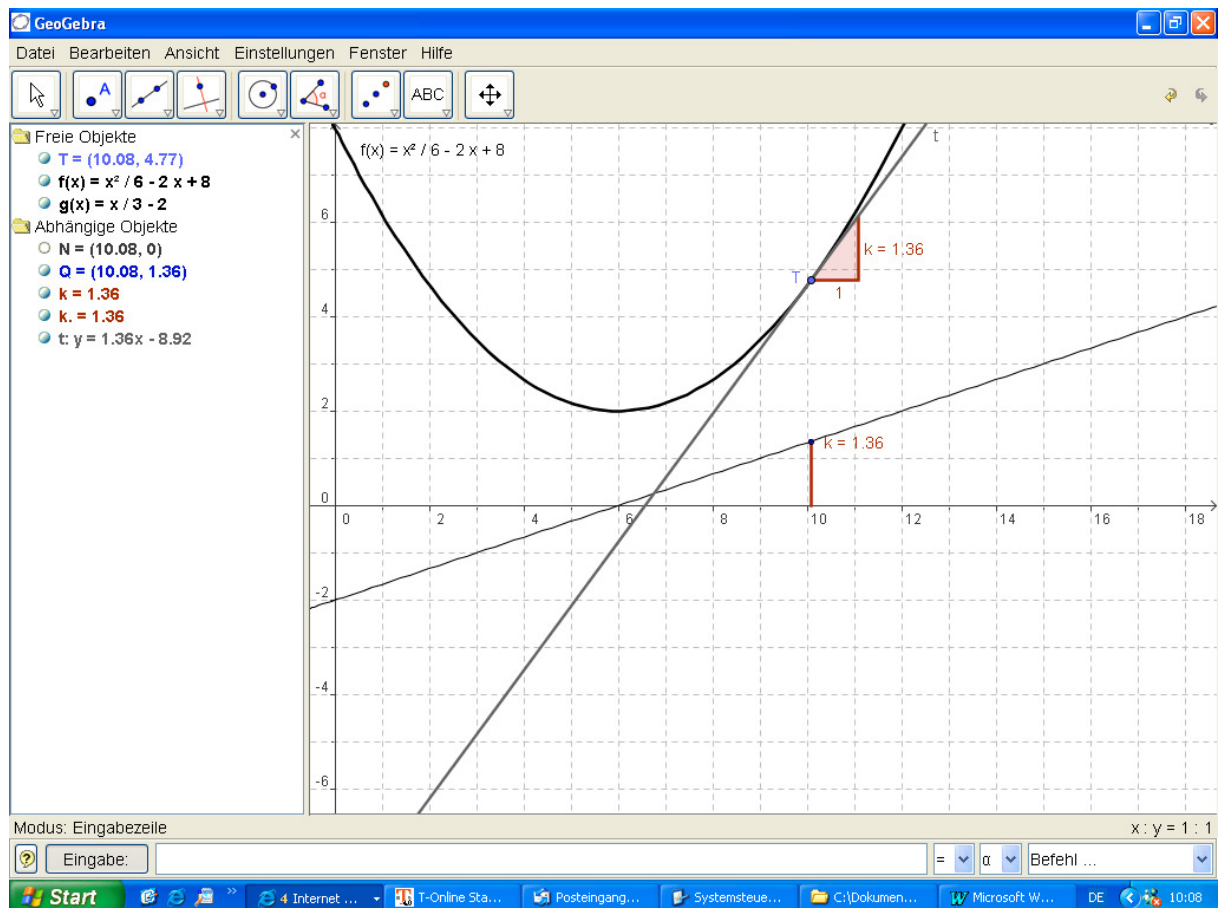 GeoGebra
Datei Bearbeiten Ansicht Einstellungen Fenster Hilfe
A α ABC
Freie Objekte
T = (10.08, 4.77)
f(x) = x² / 6 - 2 x + 8
g(x) = x / 3 - 2
Abhängige Objekte
N = (10.08, 0)
Q = (10.08, 1.36)
k = 1.36
k. = 1.36
t: y = 1.36x - 8.92
f(x) = x² / 6 - 2 x + 8
t
6
k = 1.36
T
1
4
2
k = 1.36
0
0 2 4 6 8 10 12 14 16 18
-2
-4
-6
Modus: Eingabezeile
x : y = 1 : 1
Eingabe:
= α Befehl ...
Start
4 Internet ...
T-Online Sta...
Posteingang...
Systemsteue...
C:\Dokumen...
Microsoft W...
DE
10:08